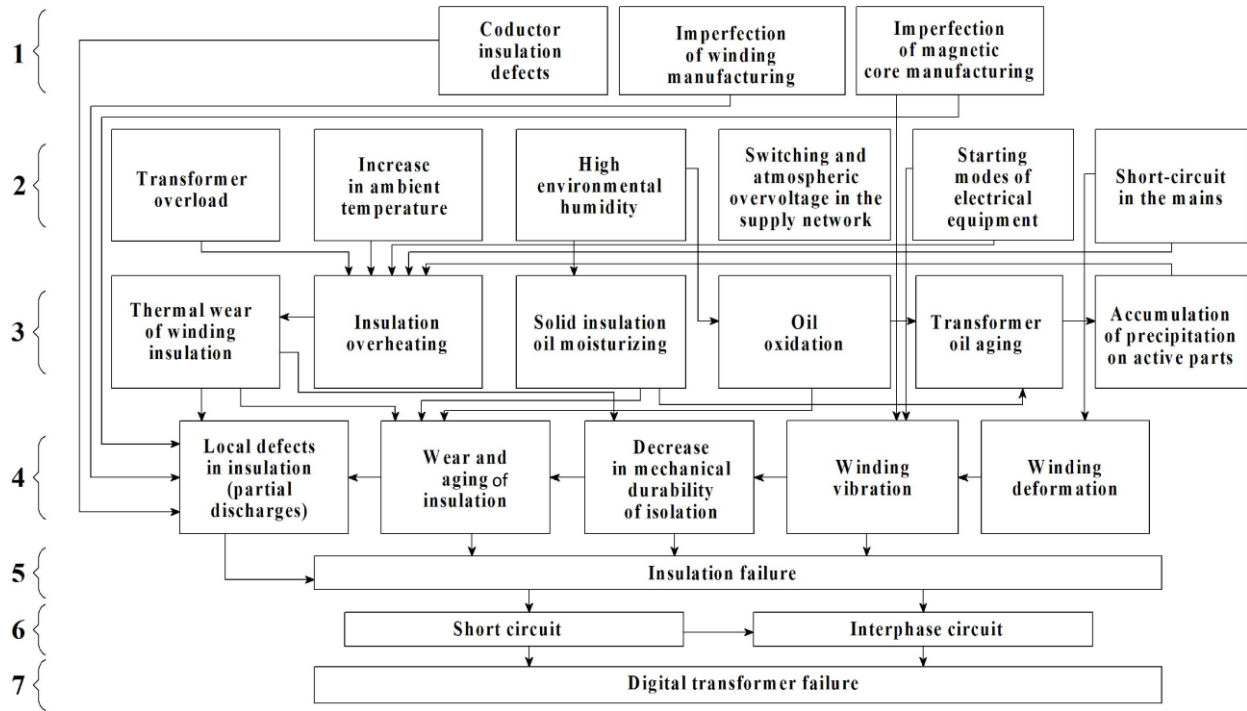 1
Coductor
insulation
defects
Imperfection
of winding
manufacturing
Imperfection
of magnetic
core manufacturing
2
Transformer
overload
Increase
in ambient
temperature
High
environmental
humidity
Switching and
atmospheric
overvoltage in the
supply network
Starting
modes of
electrical
equipment
Short-circuit
in the mains
3
Thermal wear
of winding
insulation
Insulation
overheating
Solid insulation
oil moisturizing
Oil
oxidation
Transformer
oil aging
Accumulation
of precipitation
on active parts
4
Local defects
in insulation
(partial
discharges)
Wear and
aging of
insulation
Decrease
in mechanical
durability
of isolation
Winding
vibration
Winding
deformation
5
Insulation failure
6
Short circuit
Interphase circuit
7
Digital transformer failure